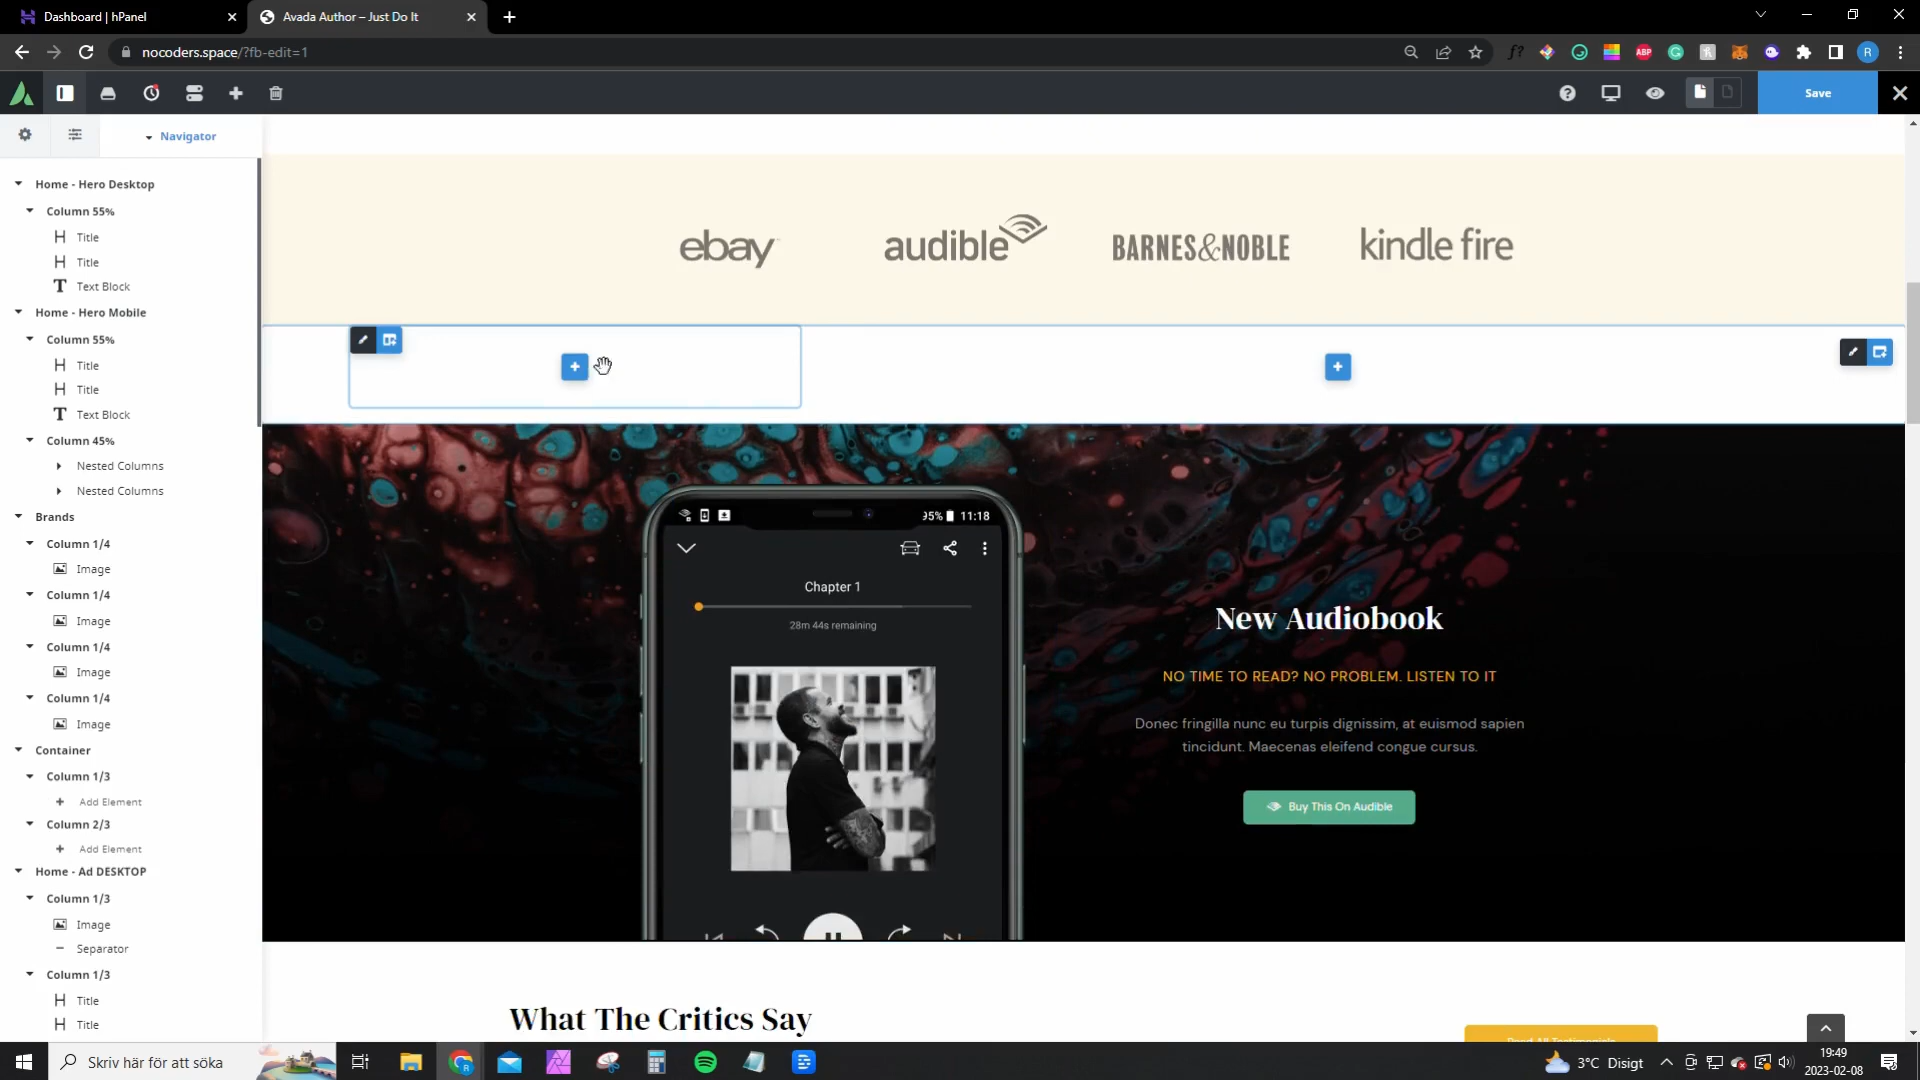 Dashboard | hPanel
Avada Author – Just Do It
nocoders.space/?fb-edit=1
f?
ABP
R
Save
Navigator
Home - Hero Desktop
Column 55%
Title
Title
Text Block
Home - Hero Mobile
Column 55%
Title
Title
Text Block
Column 45%
Nested Columns
Nested Columns
Brands
Column 1/4
Image
Column 1/4
Image
Column 1/4
Image
Column 1/4
Image
Container
Column 1/3
Add Element
Column 2/3
Add Element
Home - Ad DESKTOP
Column 1/3
Image
Separator
Column 1/3
Title
Title
ebay
audible
BARNES&NOBLE
kindle fire
95% 11:18
Chapter 1
28m 44s remaining
New Audiobook
NO TIME TO READ? NO PROBLEM. LISTEN TO IT
Donec fringilla nunc eu turpis dignissim, at euismod sapien
tincidunt. Maecenas eleifend congue cursus.
Buy This On Audible
What The Critics Say
Read All Testimonials
Skriv här för att söka
3°C Disigt
19:49
2023-02-08